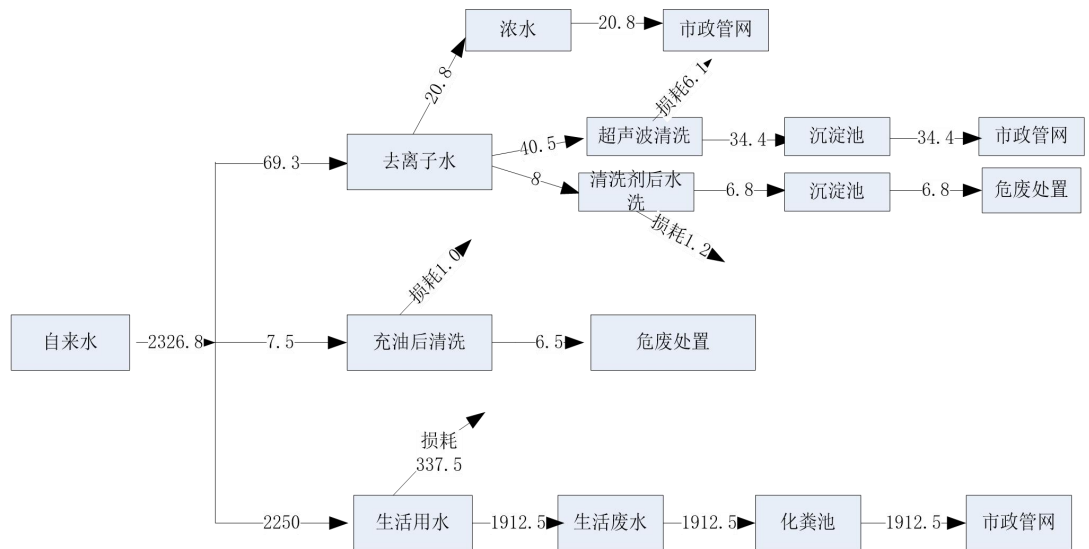 浓水
20.8
市政管网
20.8
损耗6.1
69.3
去离子水
40.5
超声波清洗
34.4
沉淀池
34.4
市政管网
8
清洗剂后水
洗
6.8
沉淀池
6.8
危废处置
损耗1.2
损耗1.0
自来水
2326.8
7.5
充油后清洗
6.5
危废处置
损耗
337.5
2250
生活用水
1912.5
生活废水
1912.5
化粪池
1912.5
市政管网